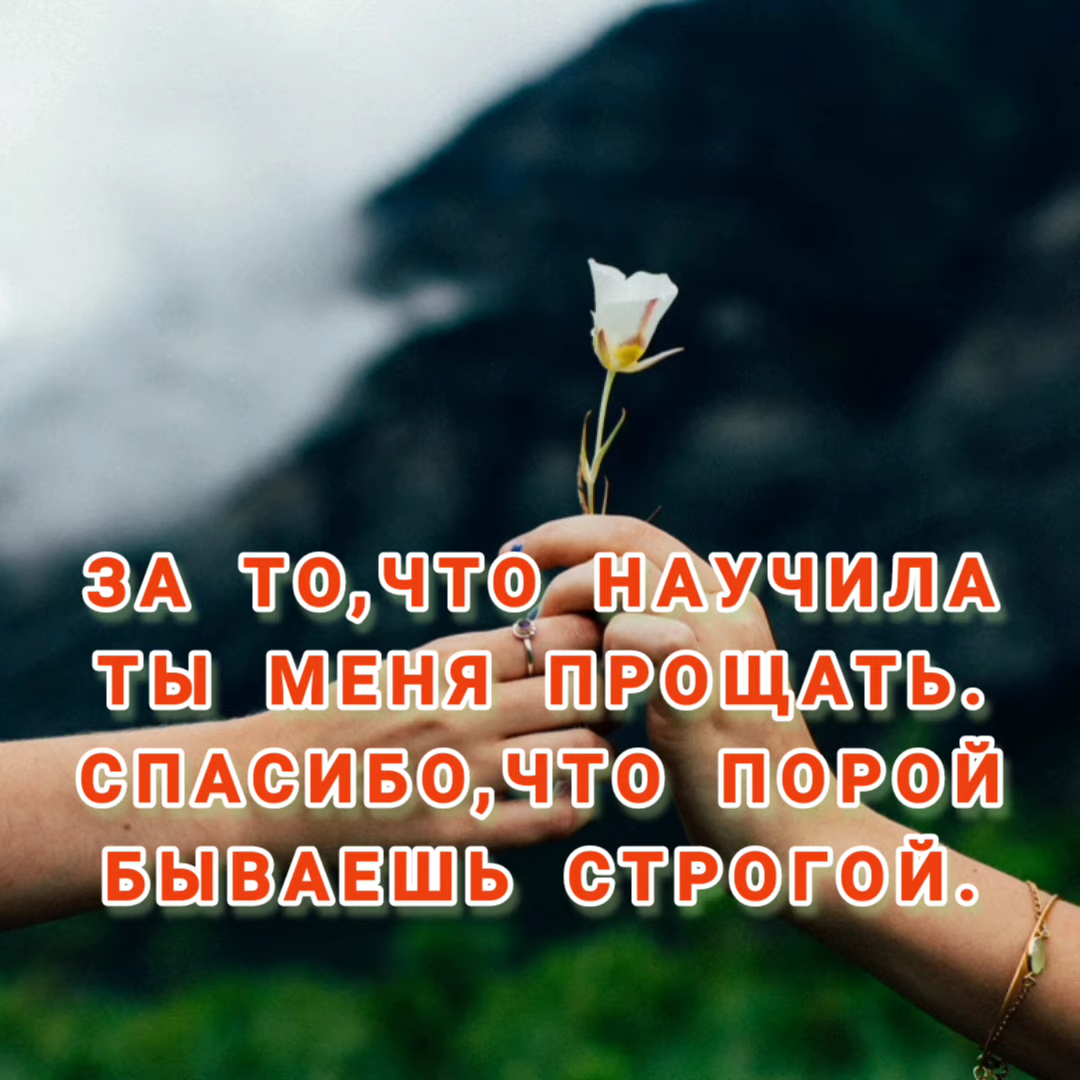 ЗА ТО,ЧТО НАУЧИЛА
ТЫ МЕНЯ ПРОЩАТЬ.
СПАСИБО,ЧТО ПОРОЙ
БЫВАЕШЬ СТРОГОЙ.